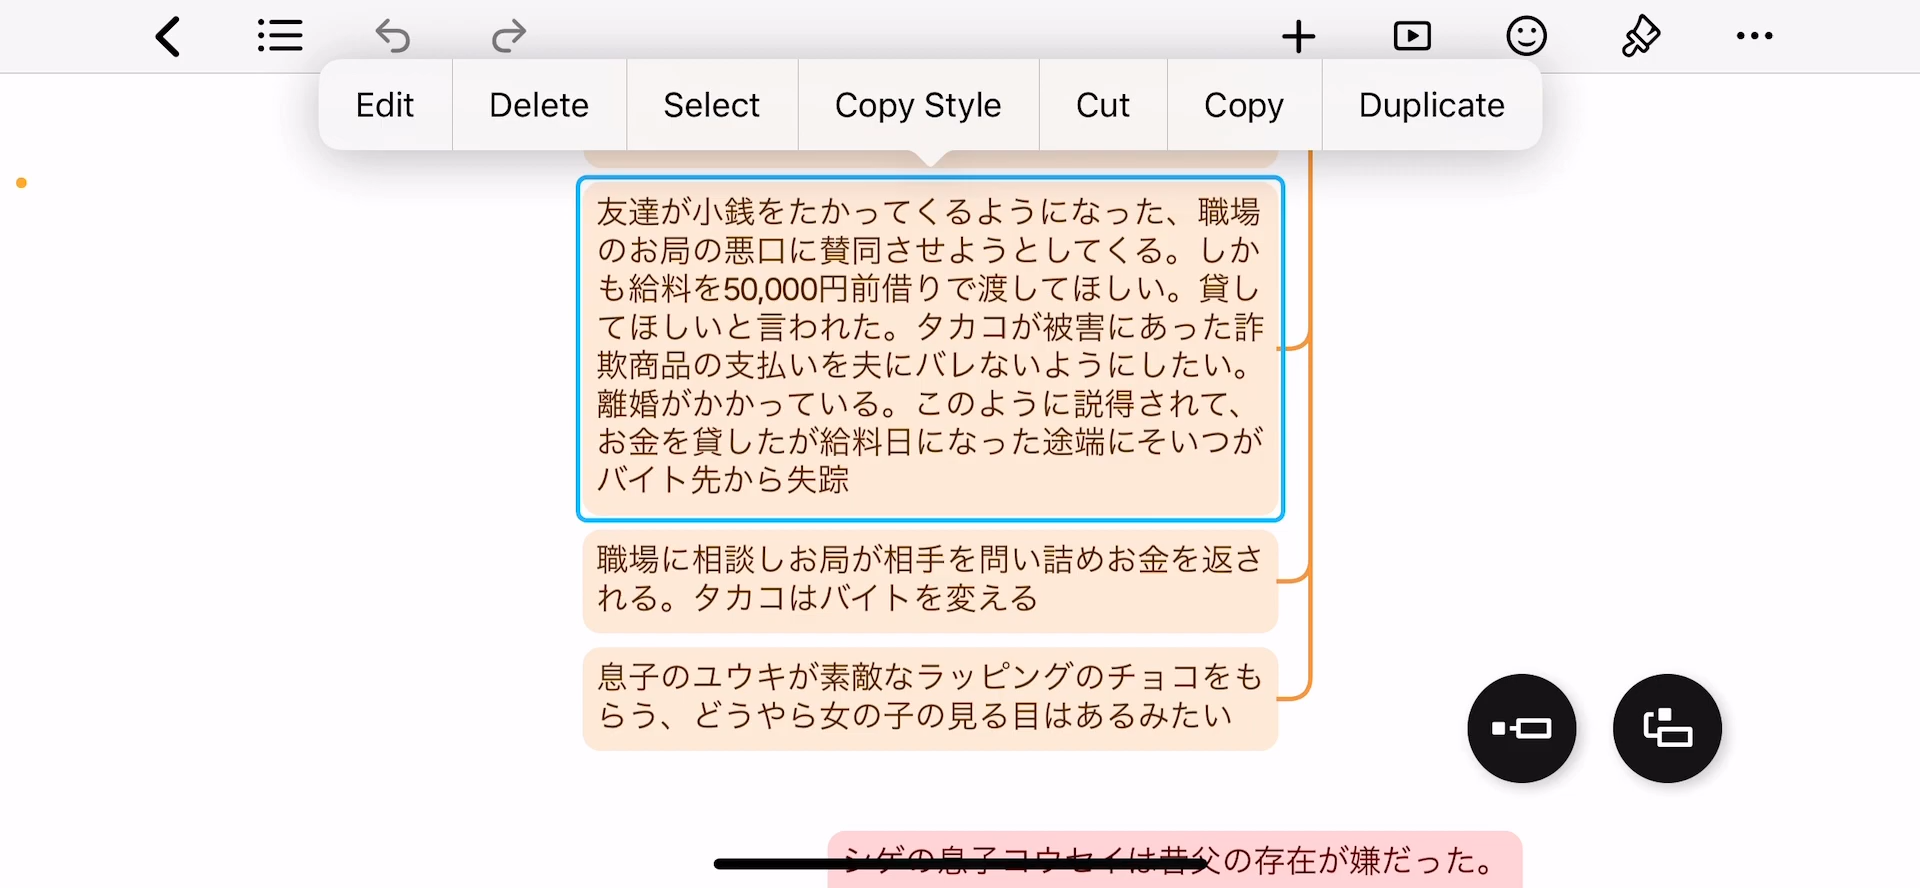 Edit
Delete
Select
Copy Style
Cut
Copy
Duplicate
友達が小銭をたかってくるようになった、職場
のお局の悪口に賛同させようとしてくる。しか
も給料を50,000円前借りで渡してほしい。貸し
てほしいと言われた。タカコが被害にあった詐
欺商品の支払いを夫にバレないようにしたい。
離婚がかかっている。このように説得されて、
お金を貸したが給料日になった途端にそいつが
バイト先から失踪
職場に相談しお局が相手を問い詰めお金を返さ
れる。タカコはバイトを変える
息子のユウキが素敵なラッピングのチョコをも
らう、どうやら女の子の見る目はあるみたい
シゲの息子コウセイは昔父の存在が嫌だった。